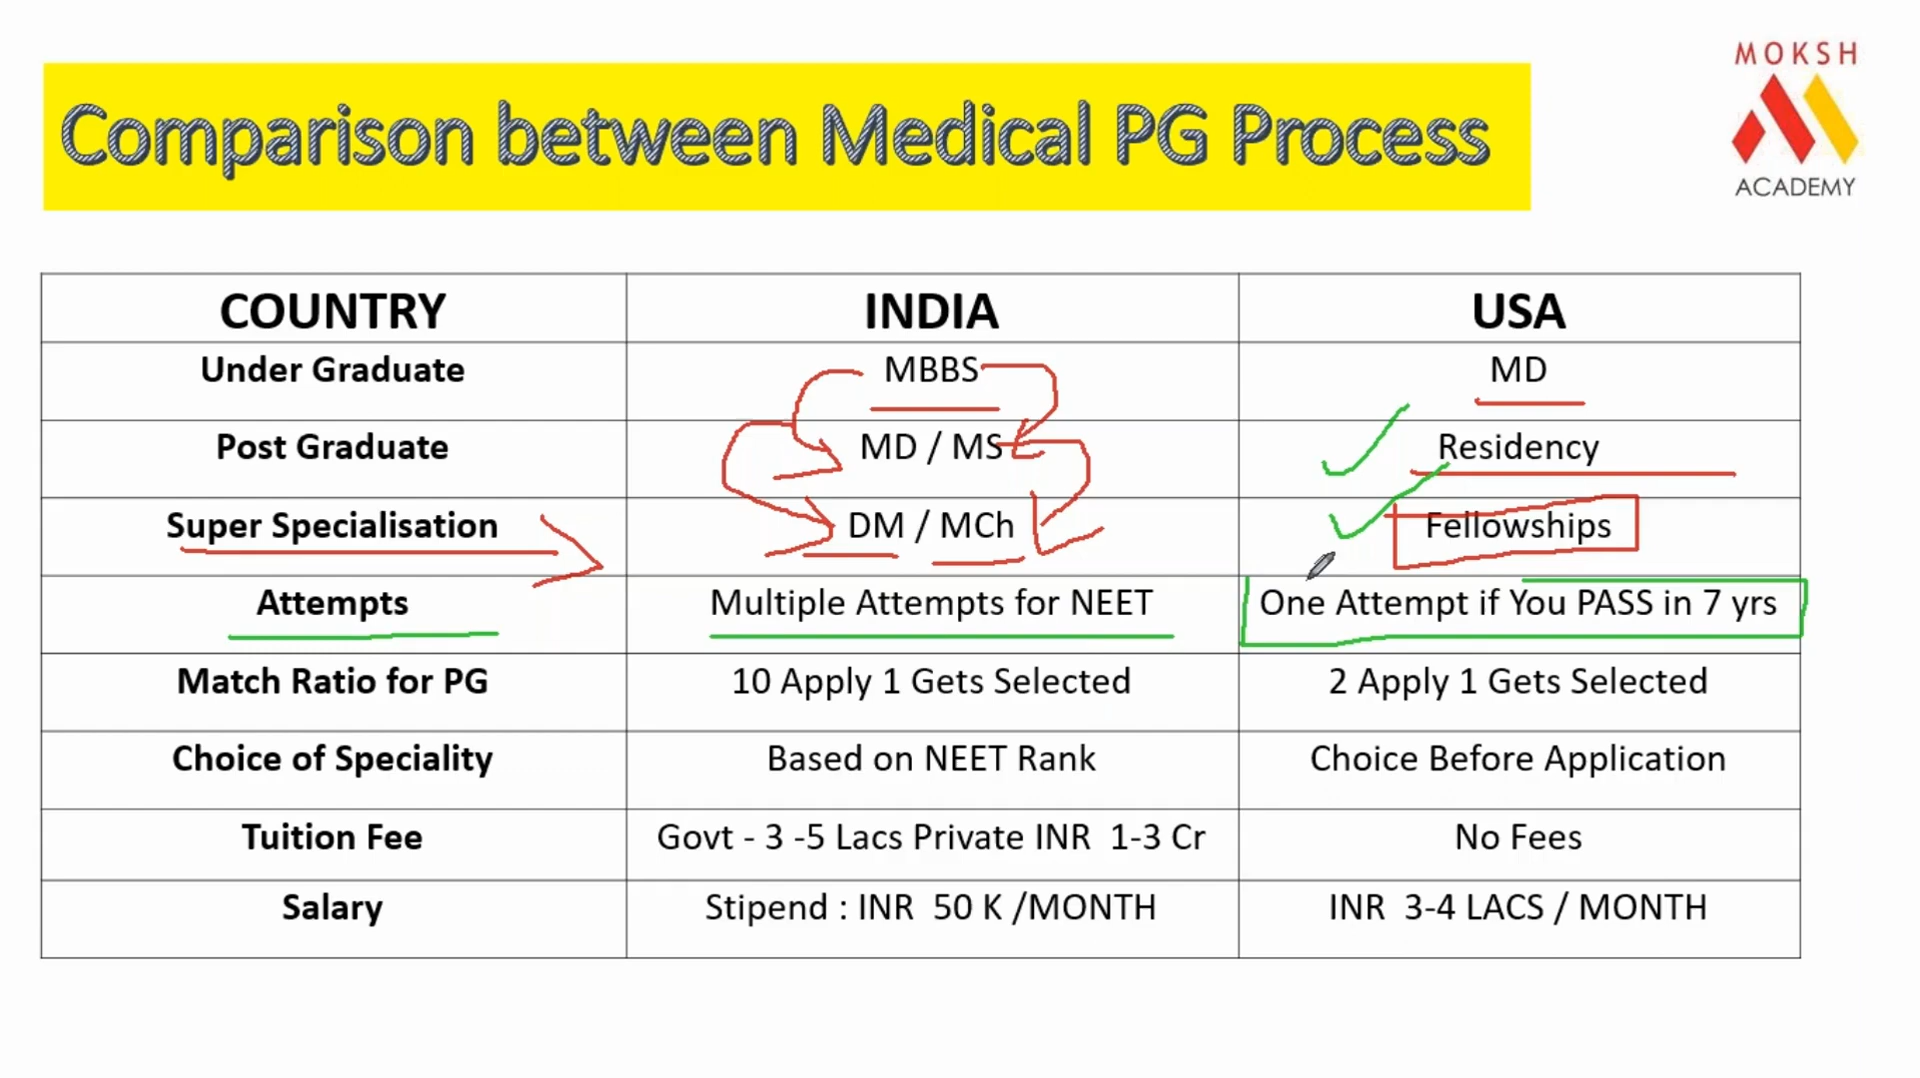 MOKSH
ACADEMY
Comparison between Medical PG Process
COUNTRY INDIA USA
Under Graduate MBBS MD
Post Graduate MD / MS Residency
Super Specialisation DM / MCh Fellowships
Attempts Multiple Attempts for NEET One Attempt if You PASS in 7 yrs
Match Ratio for PG 10 Apply 1 Gets Selected 2 Apply 1 Gets Selected
Choice of Speciality Based on NEET Rank Choice Before Application
Tuition Fee Govt - 3 -5 Lacs Private INR 1-3 Cr No Fees
Salary Stipend : INR 50 K /MONTH INR 3-4 LACS / MONTH